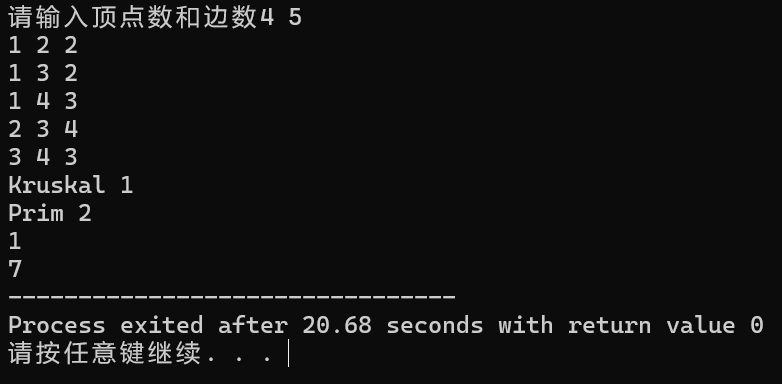 请输入顶点数和边数4 5
1 2 2
1 3 2
1 4 3
2 3 4
3 4 3
Kruskal 1
Prim 2
1
7
--------------------------------
Process exited after 20.68 seconds with return value 0
请按任意键继续. . .